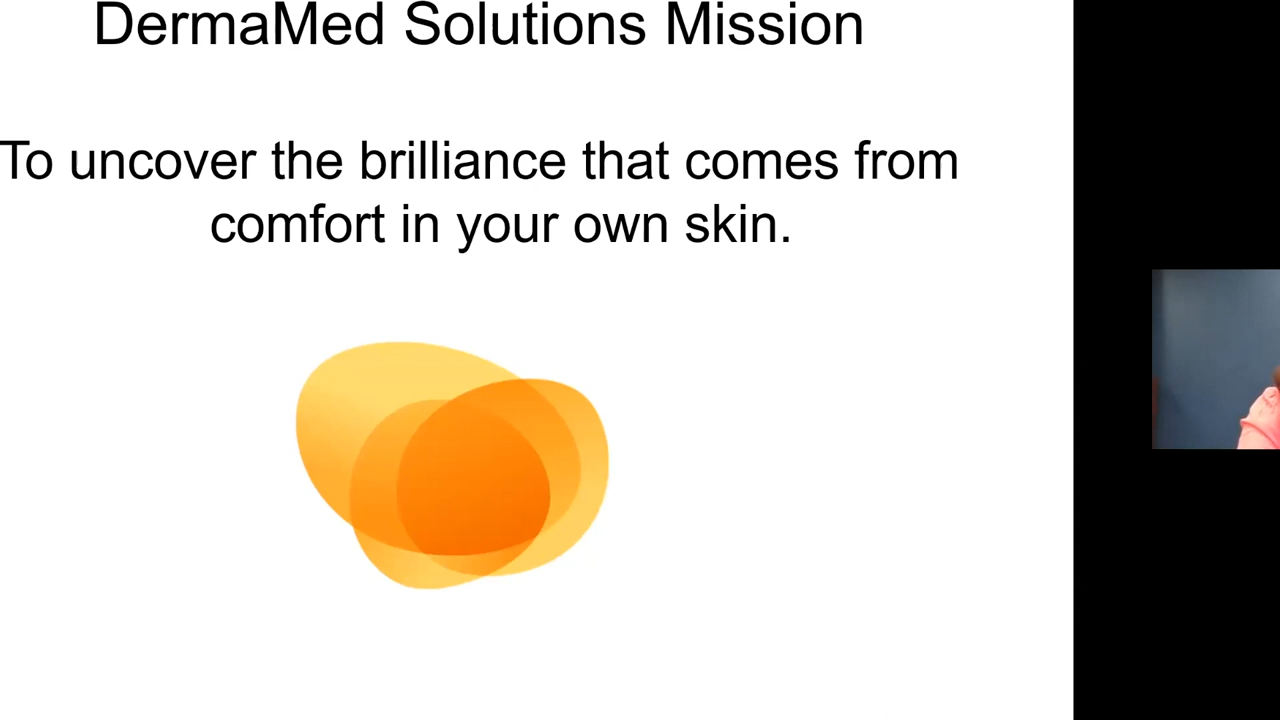 DermaMed Solutions Mission
To uncover the brilliance that comes from
comfort in your own skin.